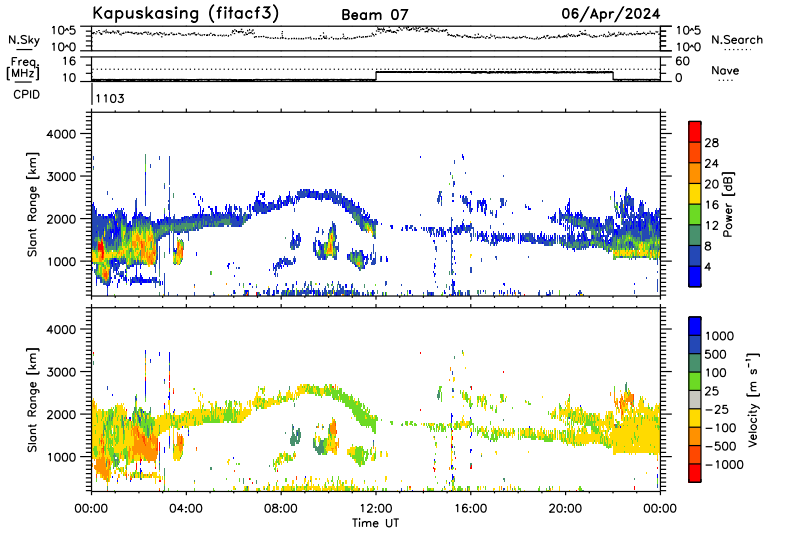 Kapuskasing (fitacf3) Beam 07 06/Apr/2024
10^5 10^5
N.Sky N.Search
10^0 10^0
16 60
Freq. [MHz] Nave
10 0
CPID 1103
Slant Range [km]
4000
3000
2000
1000
Power [dB]
28
24
20
16
12
8
4
Slant Range [km]
4000
3000
2000
1000
Velocity [m s^-1]
1000
500
100
25
-25
-100
-500
-1000
00:00 04:00 08:00 12:00 16:00 20:00 00:00
Time UT